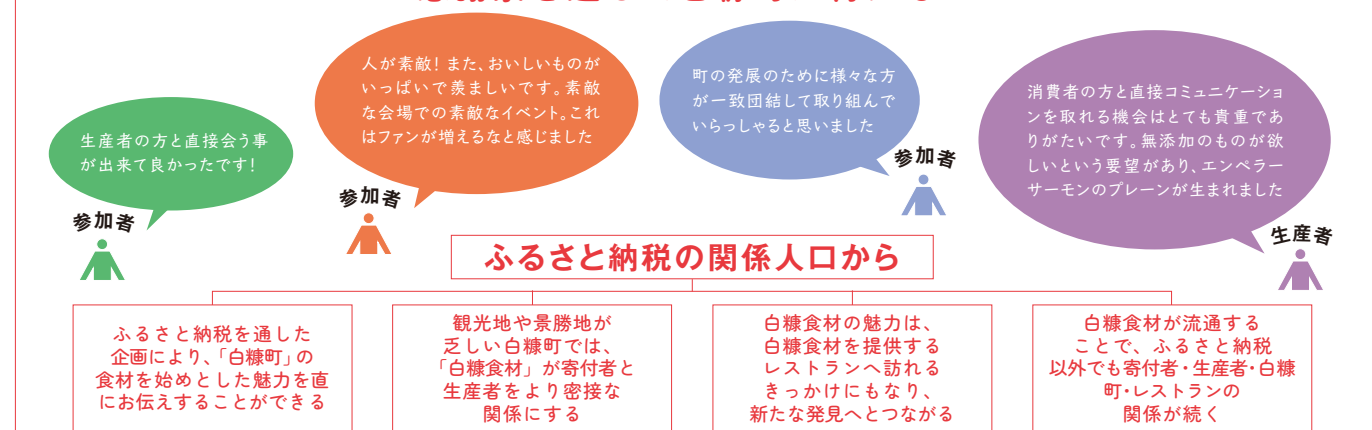 生産者の方と直接会う事
が出来て良かったです!
参加者
人が素敵!また、おいしいものが
いっぱいで羨ましいです。素敵
な会場での素敵なイベント。これ
はファンが増えるなと感じました
参加者
町の発展のために様々な方
が一致団結して取り組んで
いらっしゃると思いました
参加者
消費者の方と直接コミュニケーショ
ンを取れる機会はとても貴重であ
りがたいです。無添加のものが欲
しいという要望があり、エンペラー
サーモンのプレーンが生まれました
生産者
ふるさと納税の関係人口から
ふるさと納税を通した
企画により、「白糠町」の
食材を始めとした魅力を直
にお伝えすることができる
観光地や景勝地が
乏しい白糠町では、
「白糠食材」が寄付者と
生産者をより密接な
関係にする
白糠食材の魅力は、
白糠食材を提供する
レストランへ訪れる
きっかけにもなり、
新たな発見へとつながる
白糠食材が流通する
ことで、ふるさと納税
以外でも寄付者・生産者・白糠
町・レストランの
関係が続く